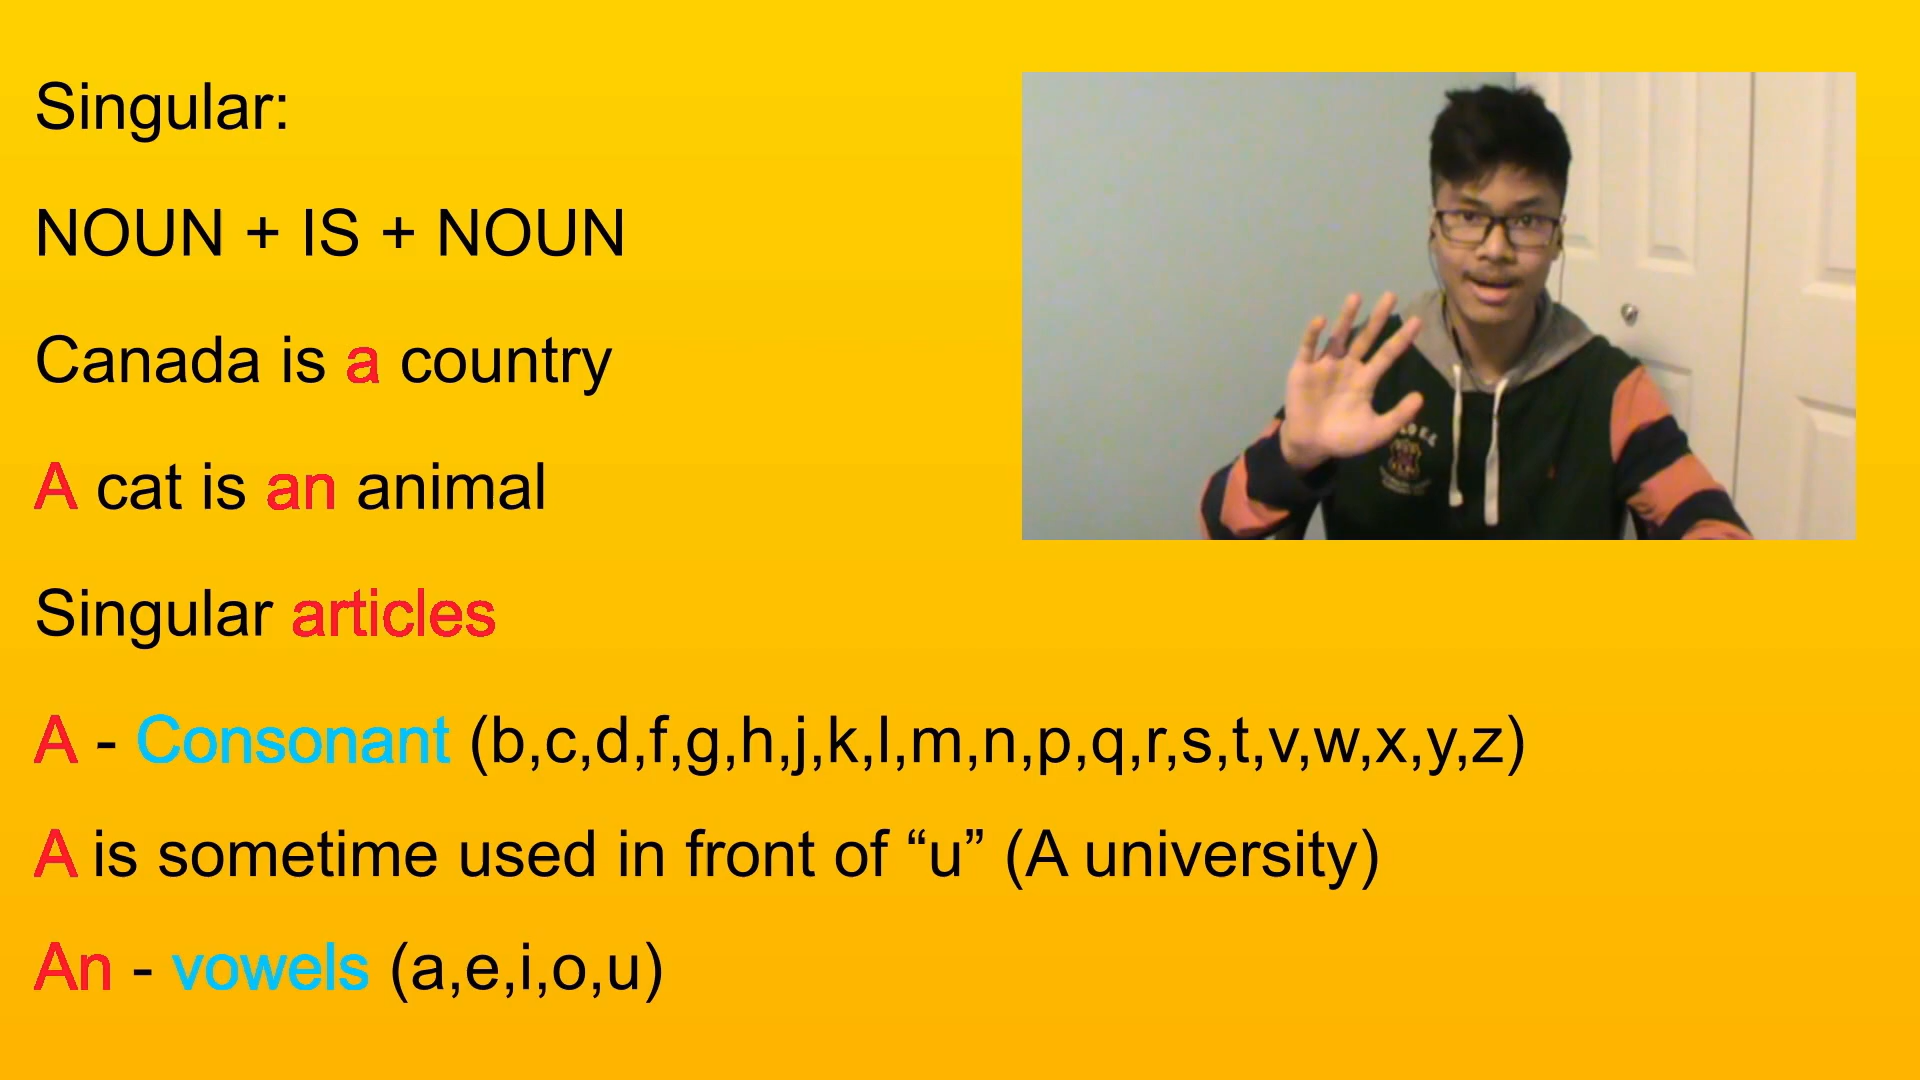 Singular:
NOUN + IS + NOUN
Canada is a country
A cat is an animal
Singular articles
A - Consonant (b,c,d,f,g,h,j,k,l,m,n,p,q,r,s,t,v,w,x,y,z)
A is sometime used in front of “u” (A university)
An - vowels (a,e,i,o,u)